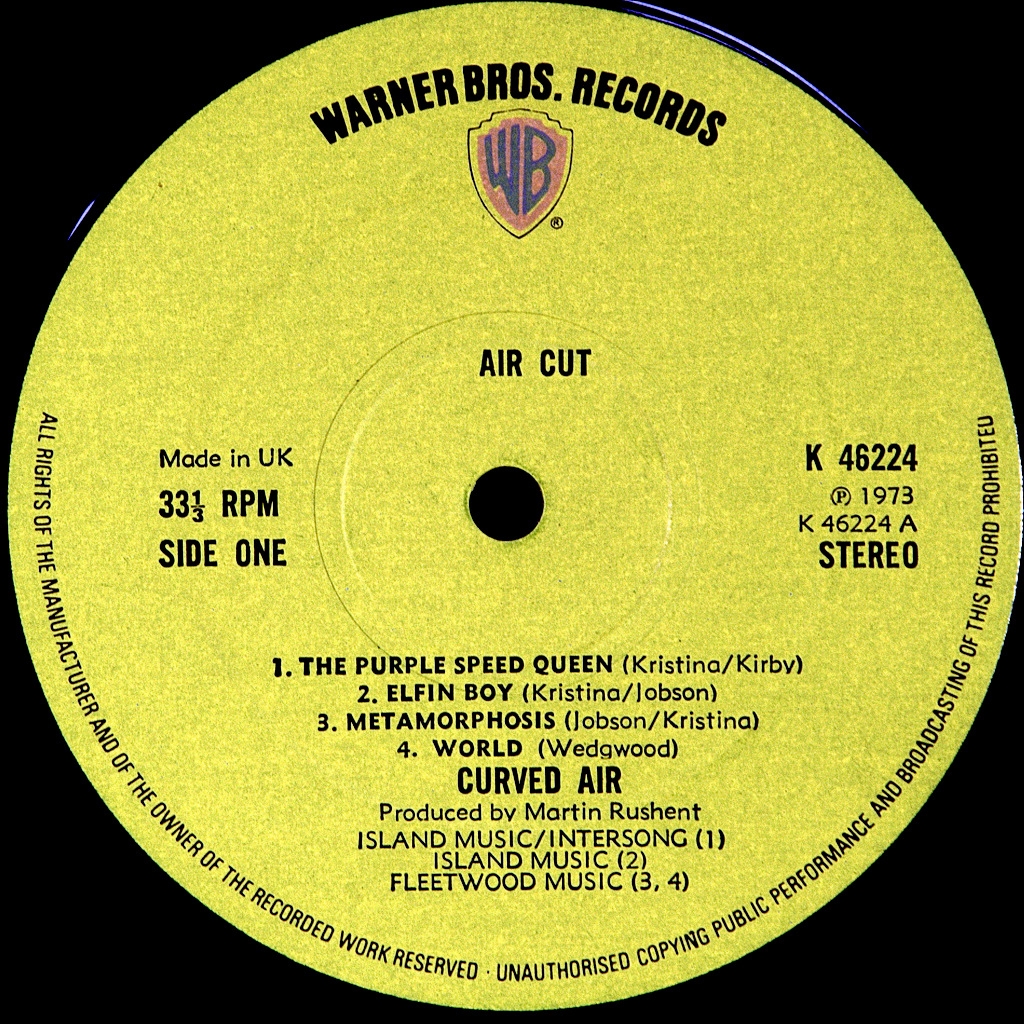 WARNER BROS. RECORDS
WB
®
AIR CUT
Made in UK
33⅓ RPM
SIDE ONE
K 46224
℗ 1973
K 46224 A
STEREO
1. THE PURPLE SPEED QUEEN (Kristina/Kirby)
2. ELFIN BOY (Kristina/Jobson)
3. METAMORPHOSIS (Jobson/Kristina)
4. WORLD (Wedgwood)
CURVED AIR
Produced by Martin Rushent
ISLAND MUSIC/INTERSONG (1)
ISLAND MUSIC (2)
FLEETWOOD MUSIC (3, 4)
ALL RIGHTS OF THE MANUFACTURER AND OF THE OWNER OF THE RECORDED WORK RESERVED · UNAUTHORISED COPYING PUBLIC PERFORMANCE AND BROADCASTING OF THIS RECORD PROHIBITED